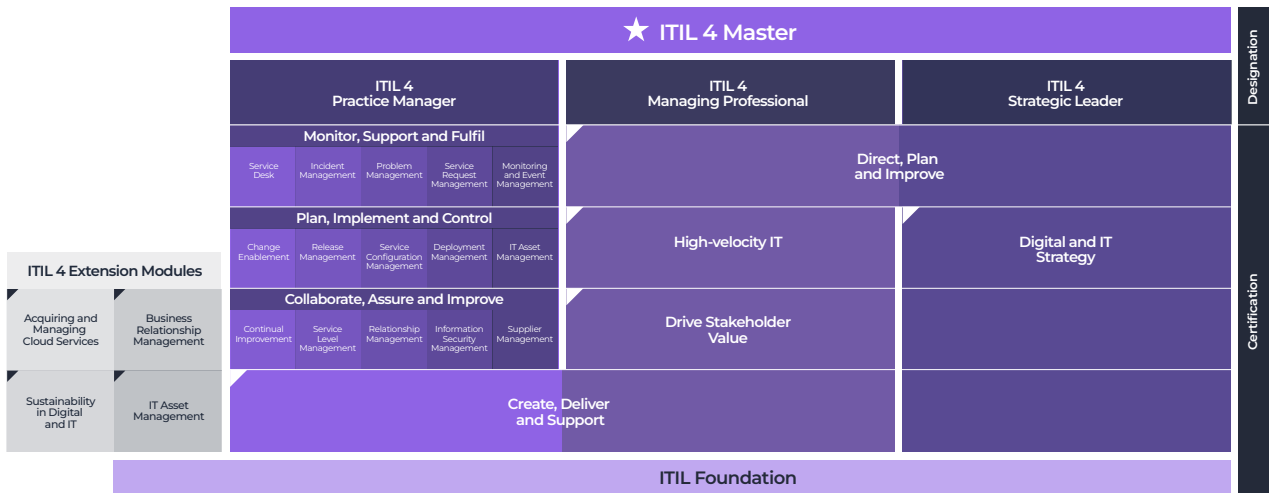 ITIL 4 Master
Designation
ITIL 4
Practice Manager
ITIL 4
Managing Professional
ITIL 4
Strategic Leader
Monitor, Support and Fulfil
Service
Desk
Incident
Management
Problem
Management
Service
Request
Management
Monitoring
and Event
Management
Direct, Plan
and Improve
Plan, Implement and Control
Change
Enablement
Release
Management
Service
Configuration
Management
Deployment
Management
IT Asset
Management
High-velocity IT
Digital and IT
Strategy
Certification
ITIL 4 Extension Modules
Acquiring and
Managing
Cloud Services
Business
Relationship
Management
Sustainability
in Digital
and IT
IT Asset
Management
Collaborate, Assure and Improve
Continual
Improvement
Service
Level
Management
Relationship
Management
Information
Security
Management
Supplier
Management
Drive Stakeholder
Value
Create, Deliver
and Support
ITIL Foundation